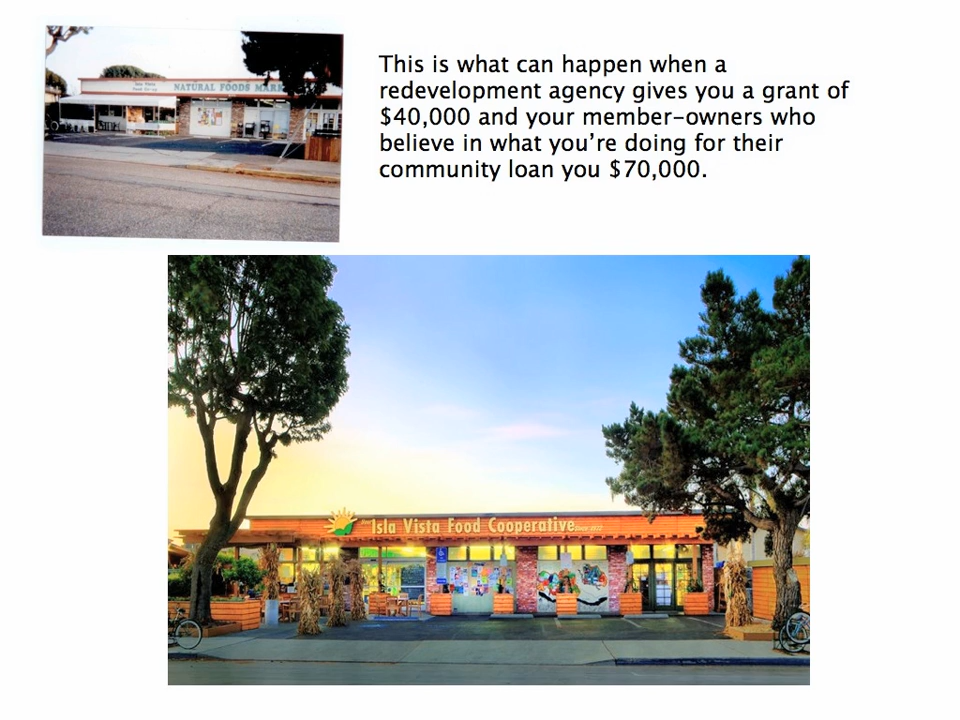 This is what can happen when a
redevelopment agency gives you a grant of
$40,000 and your member-owners who
believe in what you’re doing for their
community loan you $70,000.
NATURAL FOODS MARK
Isla Vista Food Cooperative Since 1972